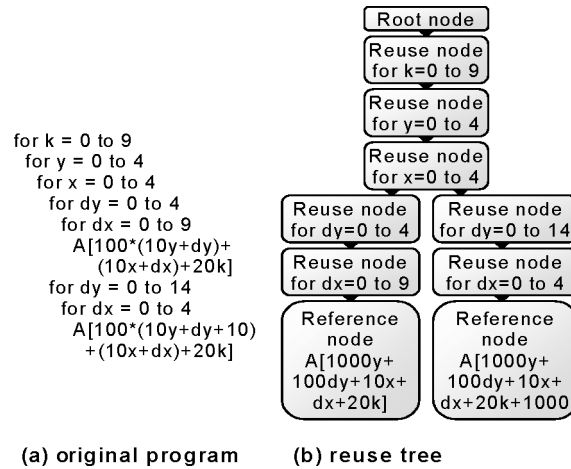 for k = 0 to 9
for y = 0 to 4
for x = 0 to 4
for dy = 0 to 4
for dx = 0 to 9
A[100*(10y+dy)+
(10x+dx)+20k]
for dy = 0 to 14
for dx = 0 to 4
A[100*(10y+dy+10)
+(10x+dx)+20k]
(a) original program
Root node
Reuse node
for k=0 to 9
Reuse node
for y=0 to 4
Reuse node
for x=0 to 4
Reuse node
for dy=0 to 4
Reuse node
for dy=0 to 14
Reuse node
for dx=0 to 9
Reuse node
for dx=0 to 4
Reference
node
A[1000y+
100dy+10x+
dx+20k]
Reference
node
A[1000y+
100dy+10x+
dx+20k+1000
(b) reuse tree